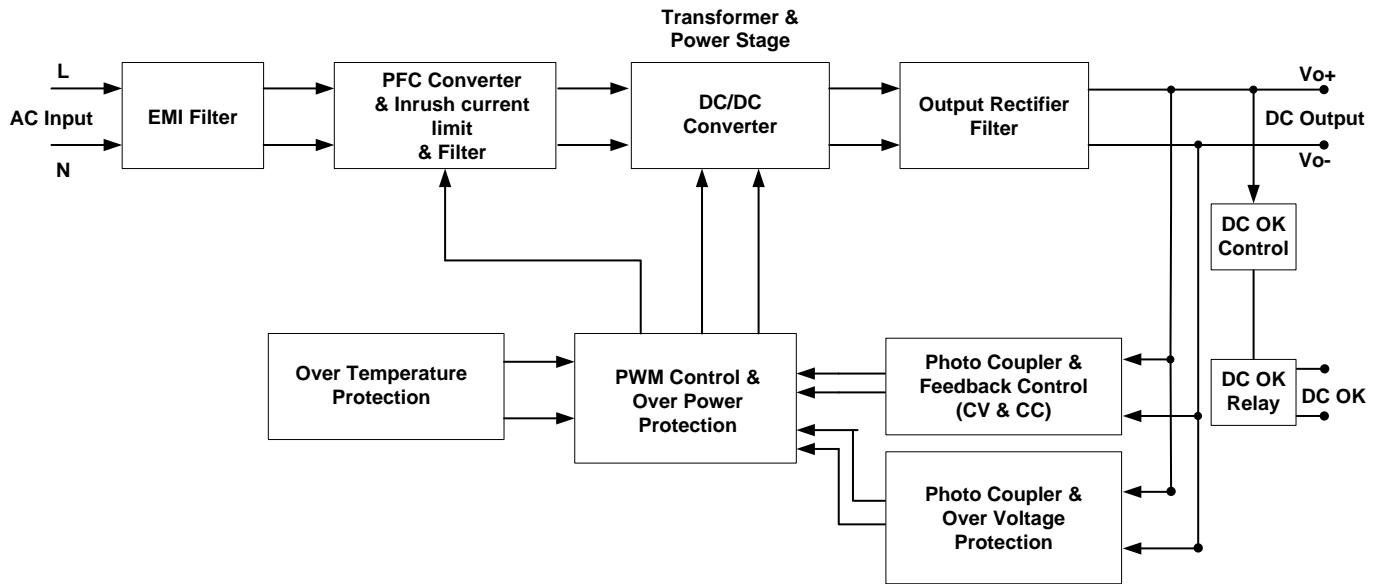 Transformer &
Power Stage
L
AC Input
N
EMI Filter
PFC Converter
& Inrush current
limit
& Filter
DC/DC
Converter
Output Rectifier
Filter
Vo+
DC Output
Vo-
DC OK
Control
Over Temperature
Protection
PWM Control &
Over Power
Protection
Photo Coupler &
Feedback Control
(CV & CC)
DC OK
Relay
DC OK
Photo Coupler &
Over Voltage
Protection